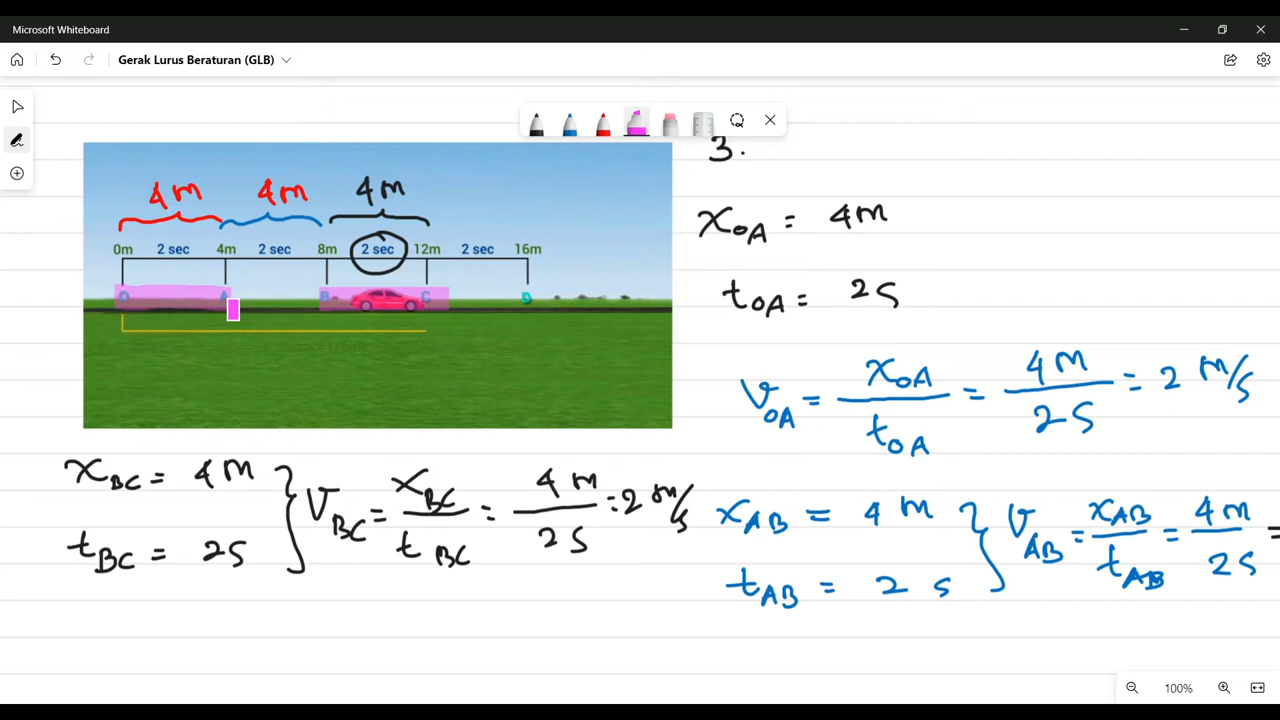 Microsoft Whiteboard
Gerak Lurus Beraturan (GLB)
3.
4m 4m 4m
0m 2 sec 4m 2 sec 8m 2 sec 12m 2 sec 16m
O A B C D
x_OA = 4m
t_OA = 2s
v_OA = x_OA / t_OA = 4m / 2s = 2 m/s
x_BC = 4m
t_BC = 2s
v_BC = x_BC / t_BC = 4m / 2s = 2 m/s
x_AB = 4m
t_AB = 2s
v_AB = x_AB / t_AB = 4m / 2s =
100%